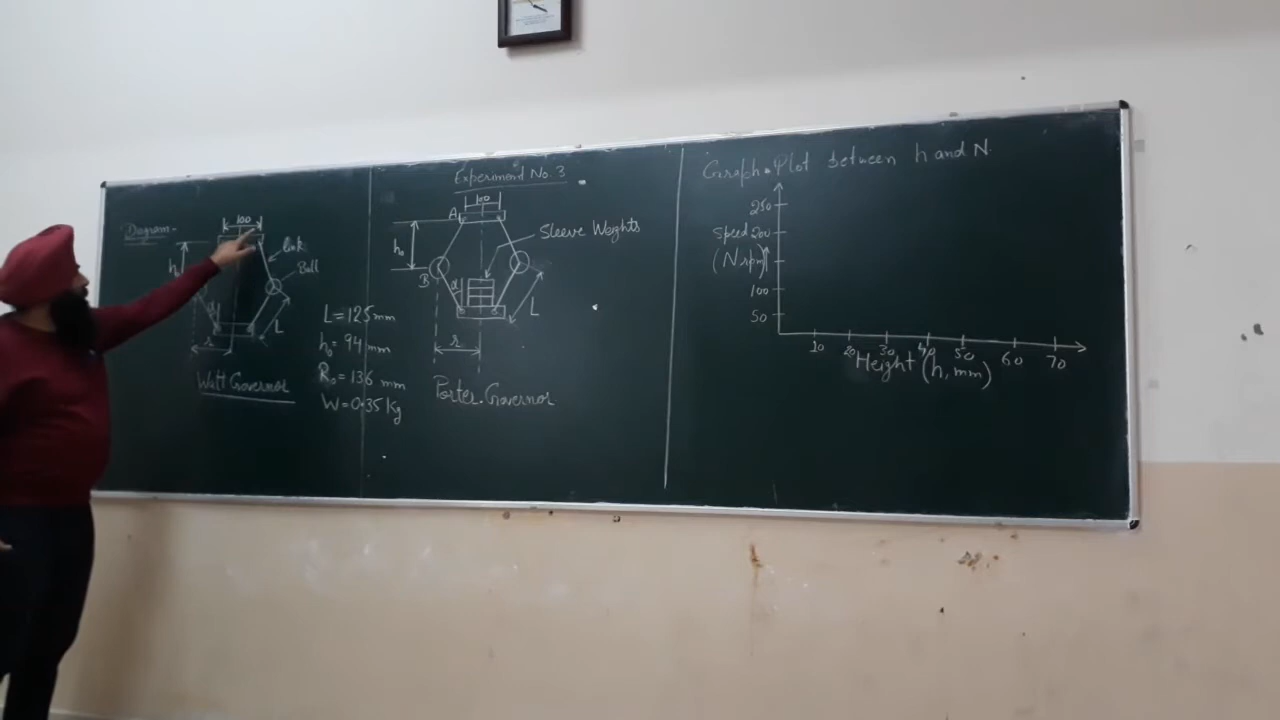 Experiment No. 3
Diagram-
100
h
link
Ball
α
L
r
Watt Governor
L = 125 mm
h₀ = 94 mm
R₀ = 136 mm
W = 0.35 Kg
100
A
h₀
B
Sleeve Weights
α
L
r
Porter Governor
Graph Plot between h and N
250
Speed 200
(N rpm)
100
50
10 20 30 40 50 60 70
Height (h, mm)